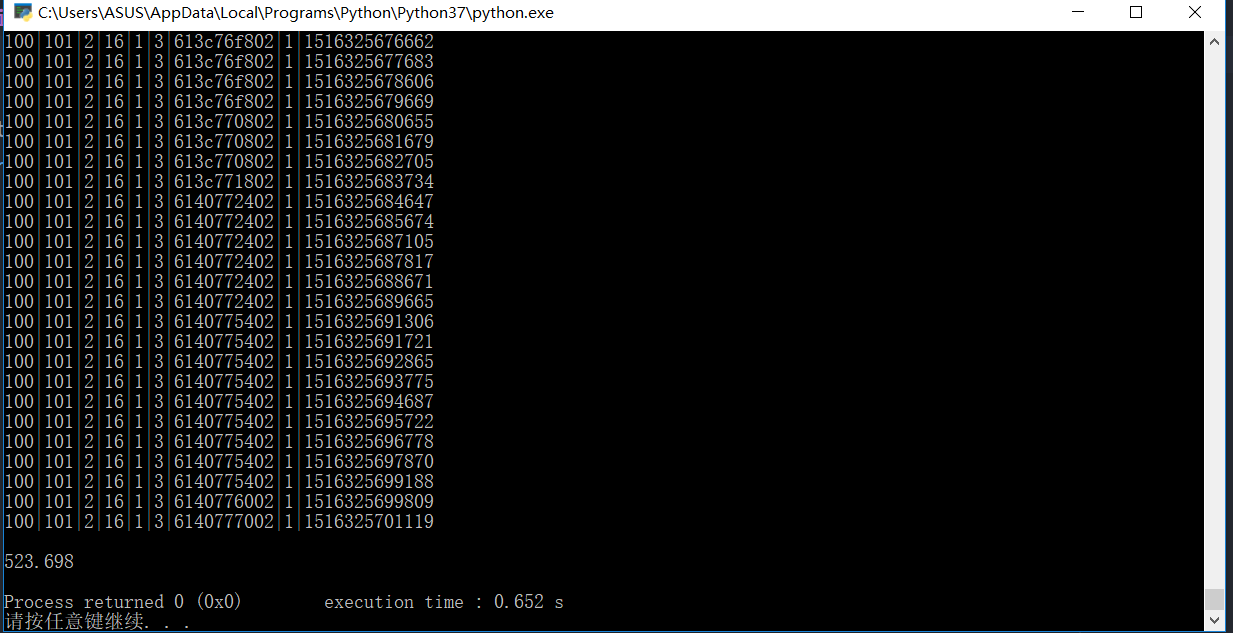 C:\Users\ASUS\AppData\Local\Programs\Python\Python37\python.exe
100|101|2|16|1|3|613c76f802|1|1516325676662
100|101|2|16|1|3|613c76f802|1|1516325677683
100|101|2|16|1|3|613c76f802|1|1516325678606
100|101|2|16|1|3|613c76f802|1|1516325679669
100|101|2|16|1|3|613c770802|1|1516325680655
100|101|2|16|1|3|613c770802|1|1516325681679
100|101|2|16|1|3|613c770802|1|1516325682705
100|101|2|16|1|3|613c771802|1|1516325683734
100|101|2|16|1|3|6140772402|1|1516325684647
100|101|2|16|1|3|6140772402|1|1516325685674
100|101|2|16|1|3|6140772402|1|1516325687105
100|101|2|16|1|3|6140772402|1|1516325687817
100|101|2|16|1|3|6140772402|1|1516325688671
100|101|2|16|1|3|6140772402|1|1516325689665
100|101|2|16|1|3|6140775402|1|1516325691306
100|101|2|16|1|3|6140775402|1|1516325691721
100|101|2|16|1|3|6140775402|1|1516325692865
100|101|2|16|1|3|6140775402|1|1516325693775
100|101|2|16|1|3|6140775402|1|1516325694687
100|101|2|16|1|3|6140775402|1|1516325695722
100|101|2|16|1|3|6140775402|1|1516325696778
100|101|2|16|1|3|6140775402|1|1516325697870
100|101|2|16|1|3|6140775402|1|1516325699188
100|101|2|16|1|3|6140776002|1|1516325699809
100|101|2|16|1|3|6140777002|1|1516325701119
523.698
Process returned 0 (0x0)        execution time : 0.652 s
请按任意键继续. . .